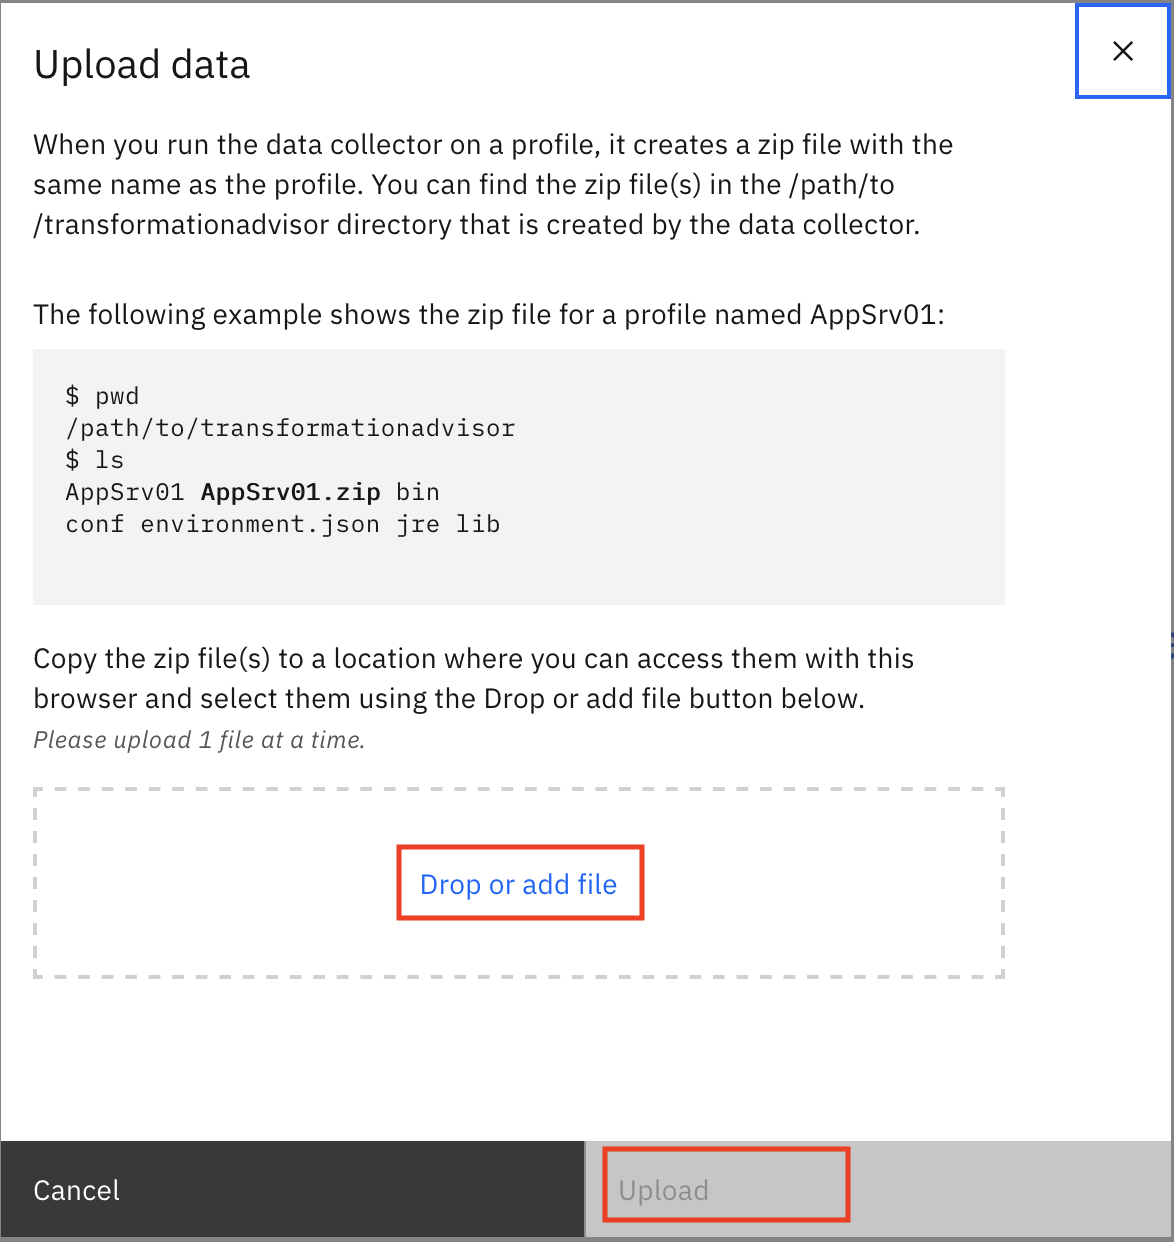 Upload data
When you run the data collector on a profile, it creates a zip file with the
same name as the profile. You can find the zip file(s) in the /path/to
/transformationadvisor directory that is created by the data collector.
The following example shows the zip file for a profile named AppSrv01:
$ pwd
/path/to/transformationadvisor
$ ls
AppSrv01 AppSrv01.zip bin
conf environment.json jre lib
Copy the zip file(s) to a location where you can access them with this
browser and select them using the Drop or add file button below.
Please upload 1 file at a time.
Drop or add file
Cancel
Upload